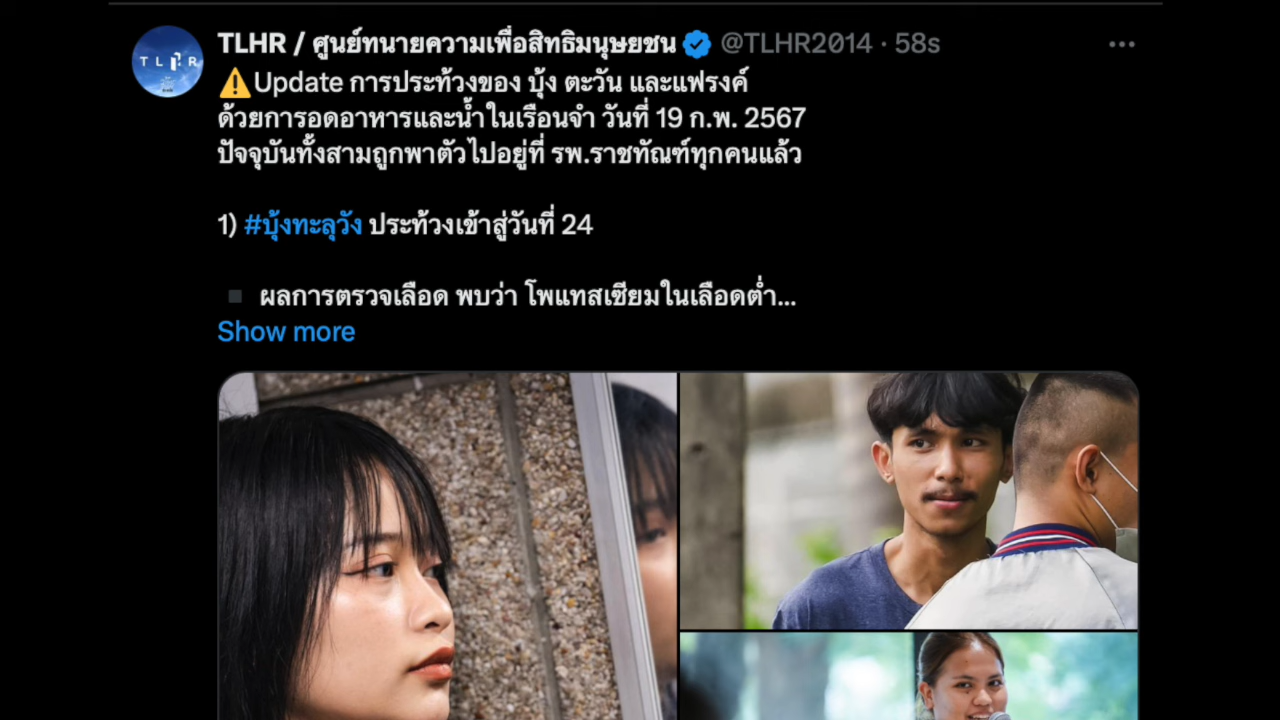 TLHR / ศูนย์ทนายความเพื่อสิทธิมนุษยชน @TLHR2014 · 58s
⚠️Update การประท้วงของ บุ้ง ตะวัน และแฟรงค์
ด้วยการอดอาหารและน้ำในเรือนจำ วันที่ 19 ก.พ. 2567
ปัจจุบันทั้งสามถูกพาตัวไปอยู่ที่ รพ.ราชทัณฑ์ทุกคนแล้ว
1) #บุ้งทะลุวัง ประท้วงเข้าสู่วันที่ 24
▪️ ผลการตรวจเลือด พบว่า โพแทสเซียมในเลือดต่ำ...
Show more